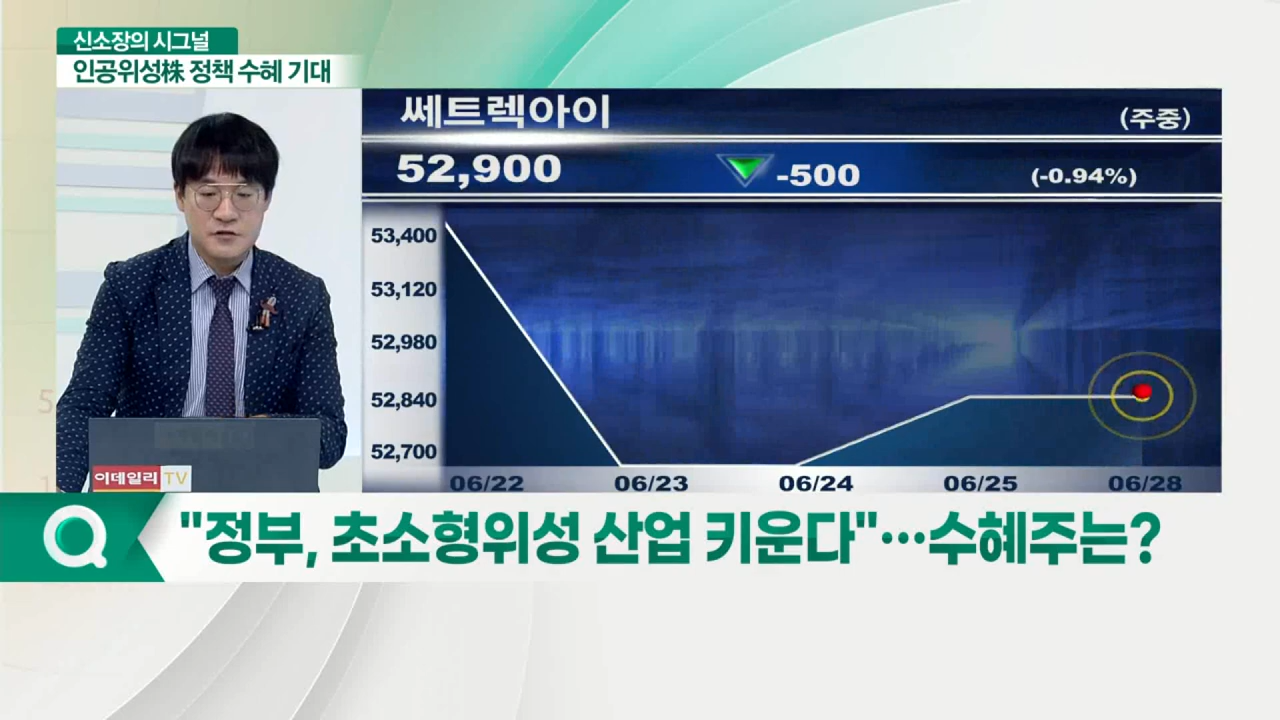 신소장의 시그널
인공위성株 정책 수혜 기대
쎄트렉아이 (주중)
52,900 -500 (-0.94%)
53,400
53,120
52,980
52,840
52,700
06/22 06/23 06/24 06/25 06/28
이데일리TV
"정부, 초소형위성 산업 키운다"…수혜주는?